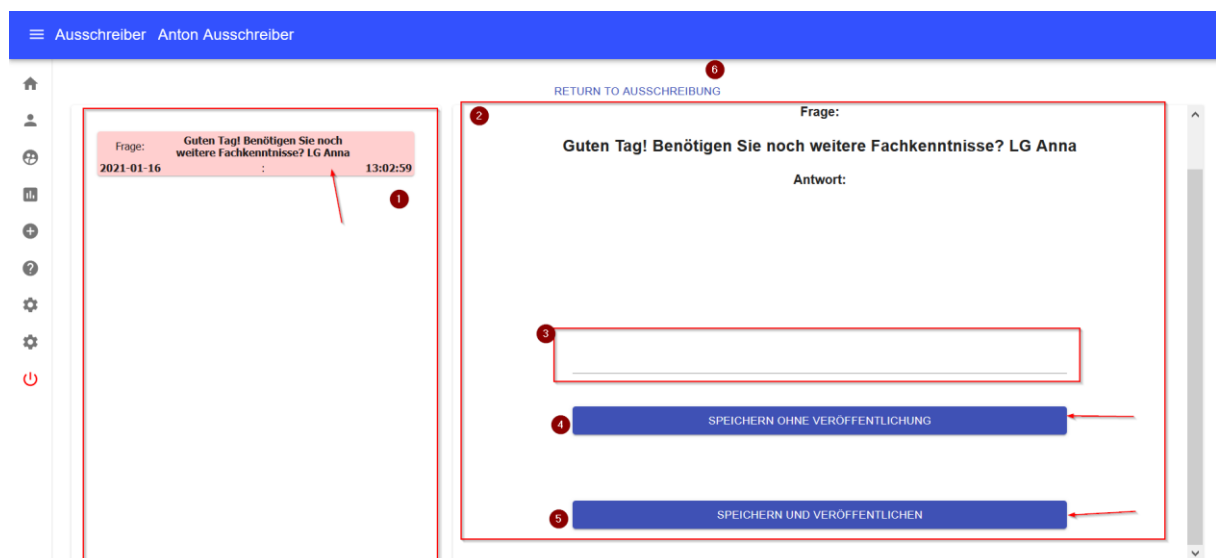 Ausschreiber Anton Ausschreiber
6
RETURN TO AUSSCHREIBUNG
Frage:
Guten Tag! Benötigen Sie noch
weitere Fachkenntnisse? LG Anna
2021-01-16 : 13:02:59
1
2
Frage:
Guten Tag! Benötigen Sie noch weitere Fachkenntnisse? LG Anna
Antwort:
3
4
SPEICHERN OHNE VERÖFFENTLICHUNG
5
SPEICHERN UND VERÖFFENTLICHEN